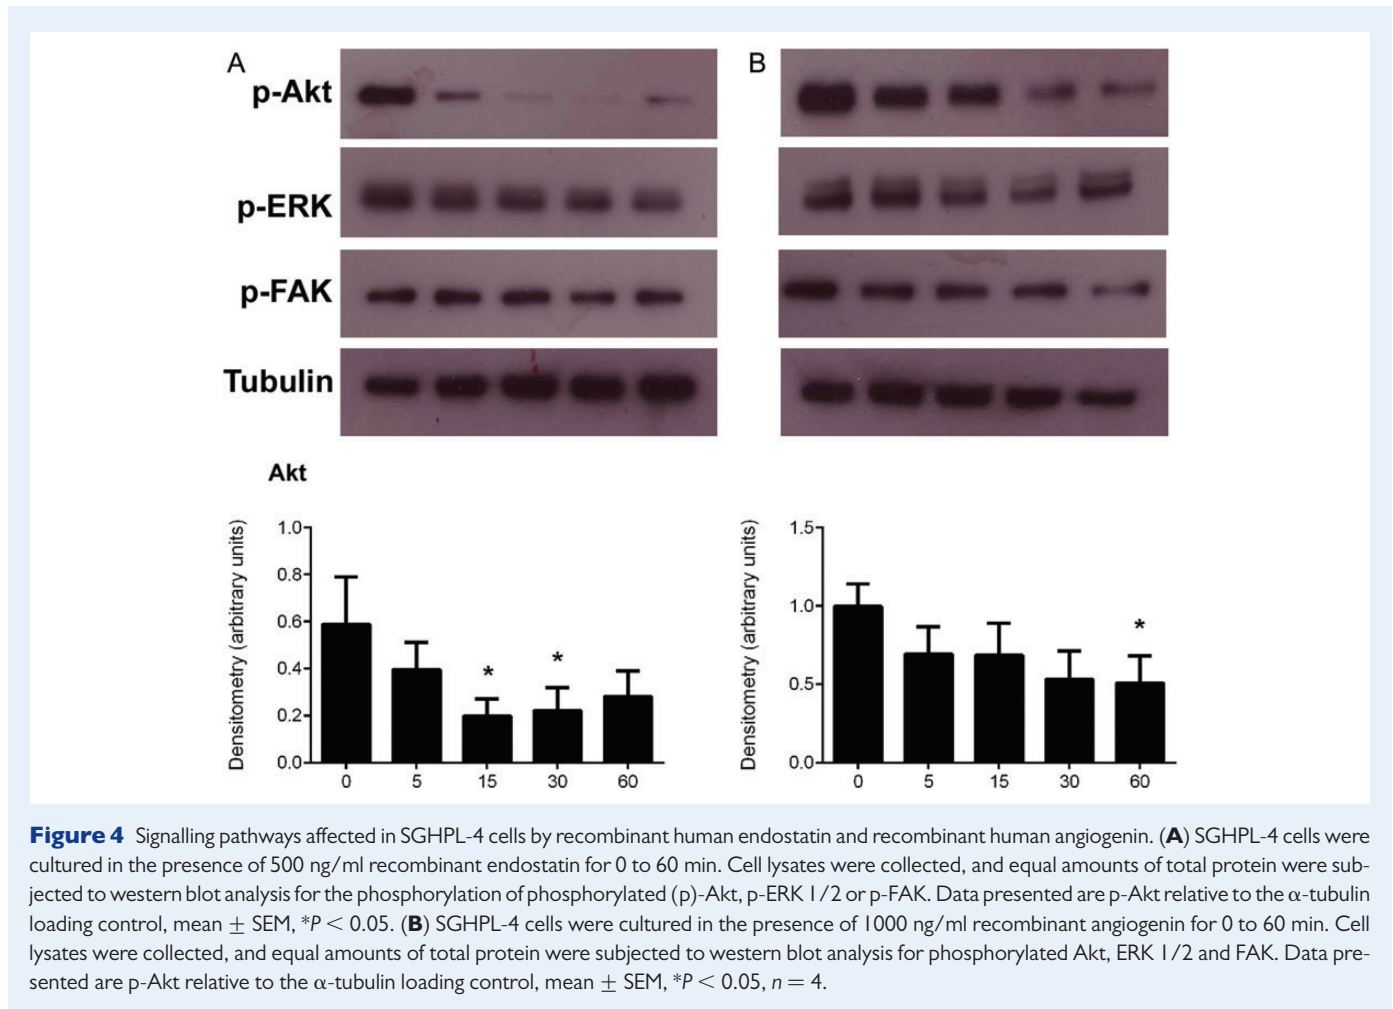 A
B
p-Akt
p-ERK
p-FAK
Tubulin
Akt
Densitometry (arbitrary units)
1.0
0.8
0.6
0.4
0.2
0.0
* *
0 5 15 30 60
Densitometry (arbitrary units)
1.5
1.0
0.5
0.0
*
0 5 15 30 60
Figure 4 Signalling pathways affected in SGHPL-4 cells by recombinant human endostatin and recombinant human angiogenin. (A) SGHPL-4 cells were
cultured in the presence of 500 ng/ml recombinant endostatin for 0 to 60 min. Cell lysates were collected, and equal amounts of total protein were sub-
jected to western blot analysis for the phosphorylation of phosphorylated (p)-Akt, p-ERK 1/2 or p-FAK. Data presented are p-Akt relative to the α-tubulin
loading control, mean ± SEM, *P < 0.05. (B) SGHPL-4 cells were cultured in the presence of 1000 ng/ml recombinant angiogenin for 0 to 60 min. Cell
lysates were collected, and equal amounts of total protein were subjected to western blot analysis for phosphorylated Akt, ERK 1/2 and FAK. Data pre-
sented are p-Akt relative to the α-tubulin loading control, mean ± SEM, *P < 0.05, n = 4.